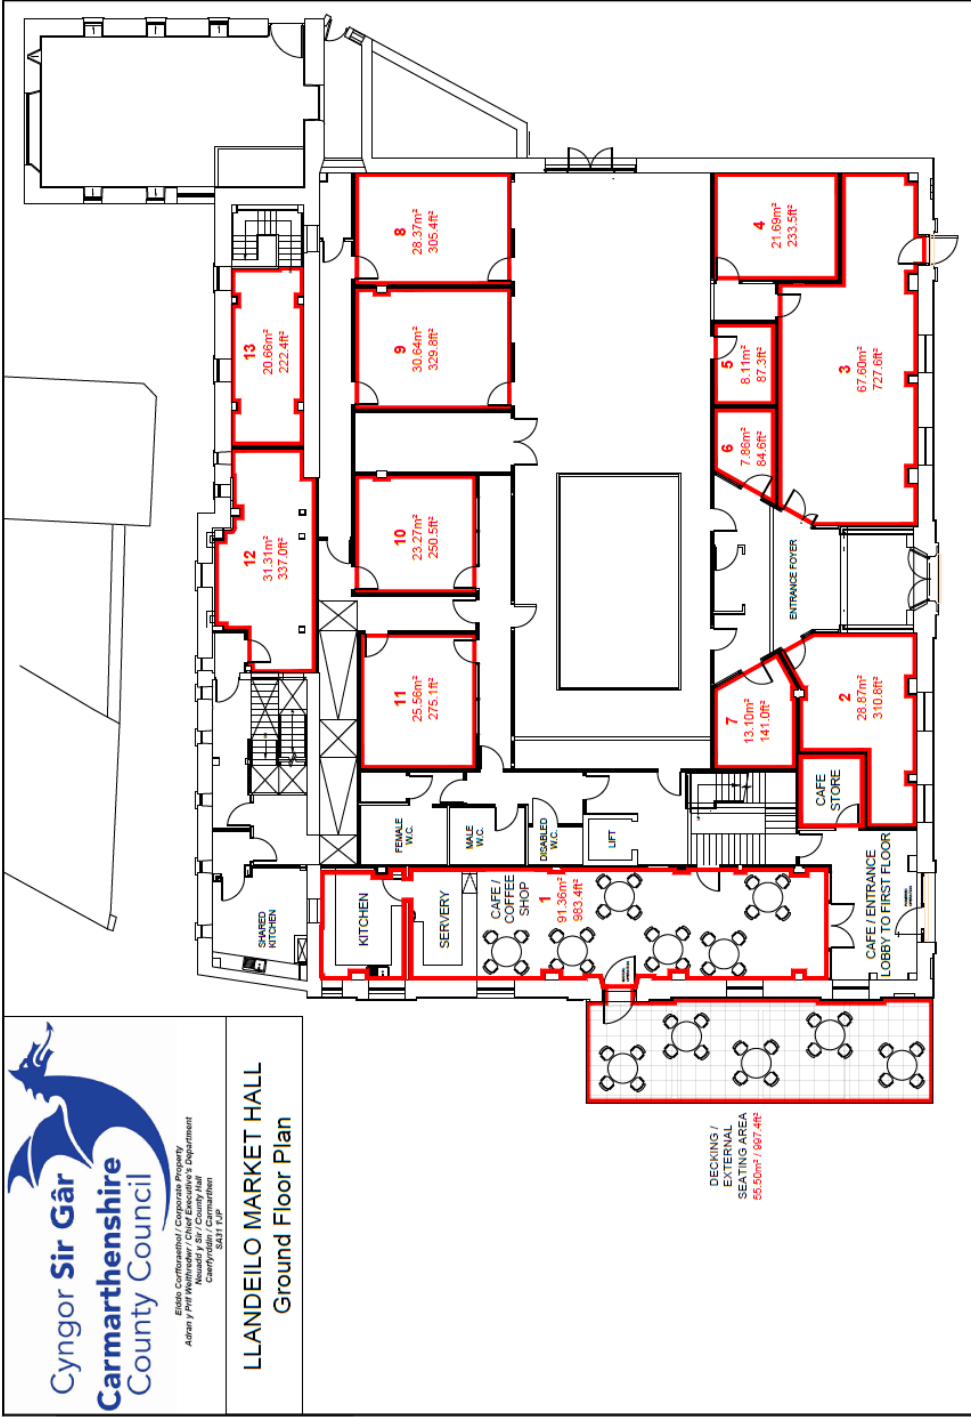 Cyngor Sir Gâr
Carmarthenshire
County Council
Eiddo Corfforaethol / Corporate Property
Adran y Prif Weithredwr / Chief Executive's Department
Neuadd y Sir / County Hall
Caerfyrddin / Carmarthen
SA31 1JP
LLANDEILO MARKET HALL
Ground Floor Plan
13
20.66m²
222.4ft²
12
31.31m²
337.0ft²
8
28.37m²
305.4ft²
9
30.64m²
329.8ft²
10
23.27m²
250.5ft²
11
25.56m²
275.1ft²
4
21.69m²
233.5ft²
5
8.11m²
87.3ft²
6
7.86m²
84.6ft²
3
67.60m²
727.6ft²
ENTRANCE FOYER
7
13.10m²
141.0ft²
2
28.87m²
310.8ft²
CAFE
STORE
FEMALE
W.C.
MALE
W.C.
DISABLED
W.C.
LIFT
SHARED
KITCHEN
KITCHEN
SERVERY
CAFE /
COFFEE
SHOP
1
91.36m²
983.4ft²
CAFE / ENTRANCE
LOBBY TO FIRST FLOOR
DECKING /
EXTERNAL
SEATING AREA
55.50m² / 997.4ft²